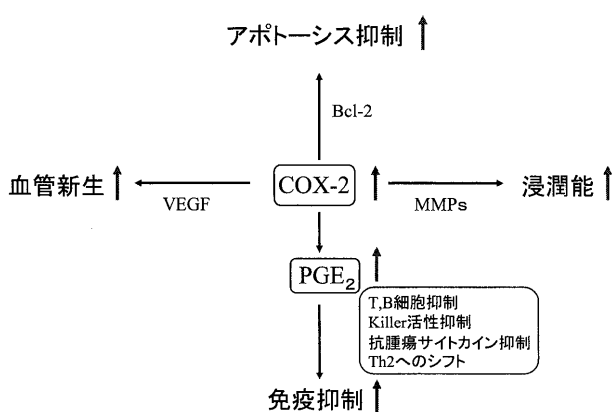 アポトーシス抑制
Bcl-2
血管新生
VEGF
COX-2
MMPs
浸潤能
PGE₂
T,B細胞抑制
Killer活性抑制
抗腫瘍サイトカイン抑制
Th2へのシフト
免疫抑制